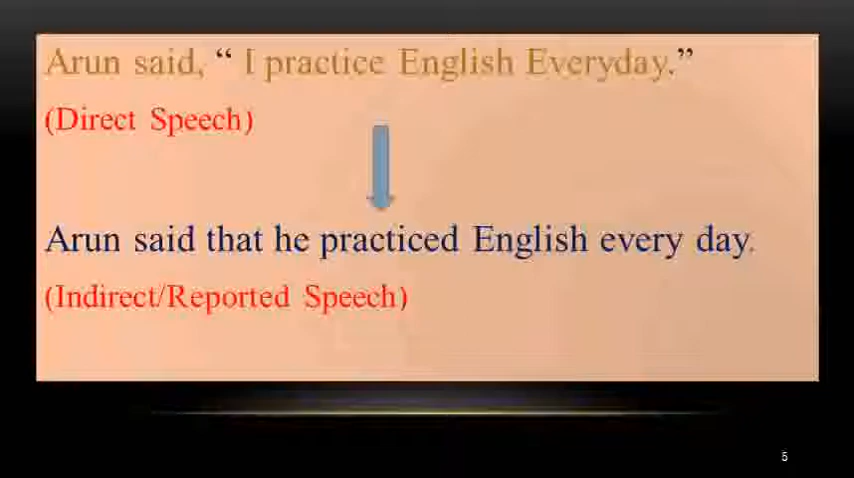 Arun said, “ I practice English Everyday.”
(Direct Speech)
Arun said that he practiced English every day.
(Indirect/Reported Speech)
5